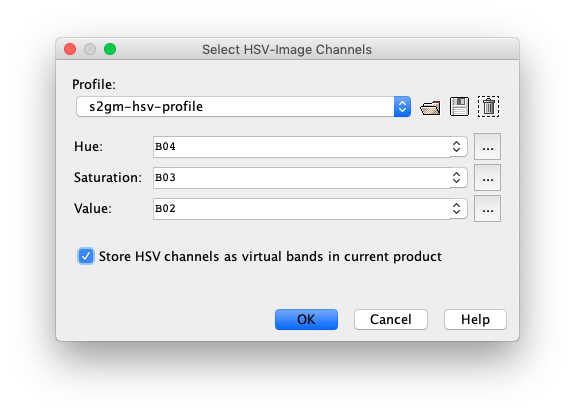 Select HSV-Image Channels
Profile:
s2gm-hsv-profile
Hue: B04 ...
Saturation: B03 ...
Value: B02 ...
Store HSV channels as virtual bands in current product
OK Cancel Help